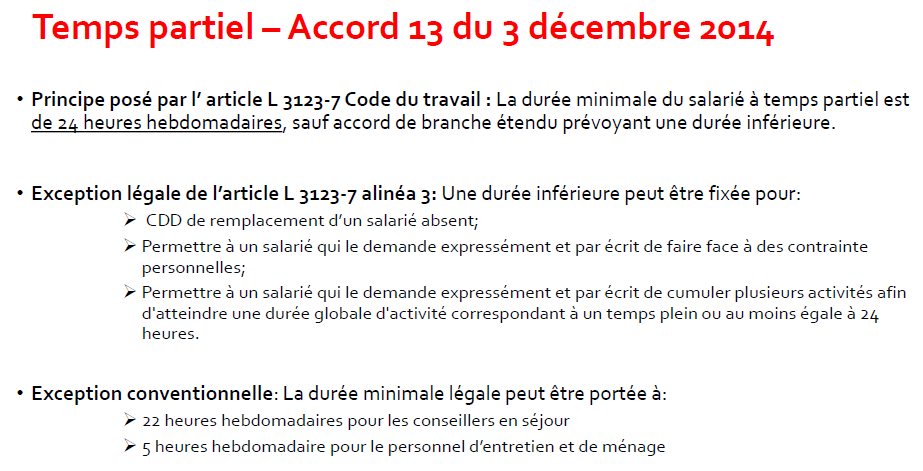 Temps partiel – Accord 13 du 3 décembre 2014
• Principe posé par l’ article L 3123-7 Code du travail : La durée minimale du salarié à temps partiel est
de 24 heures hebdomadaires, sauf accord de branche étendu prévoyant une durée inférieure.
• Exception légale de l’article L 3123-7 alinéa 3: Une durée inférieure peut être fixée pour:
➢ CDD de remplacement d’un salarié absent;
➢ Permettre à un salarié qui le demande expressément et par écrit de faire face à des contrainte
personnelles;
➢ Permettre à un salarié qui le demande expressément et par écrit de cumuler plusieurs activités afin
d'atteindre une durée globale d'activité correspondant à un temps plein ou au moins égale à 24
heures.
• Exception conventionnelle: La durée minimale légale peut être portée à:
➢ 22 heures hebdomadaires pour les conseillers en séjour
➢ 5 heures hebdomadaire pour le personnel d’entretien et de ménage